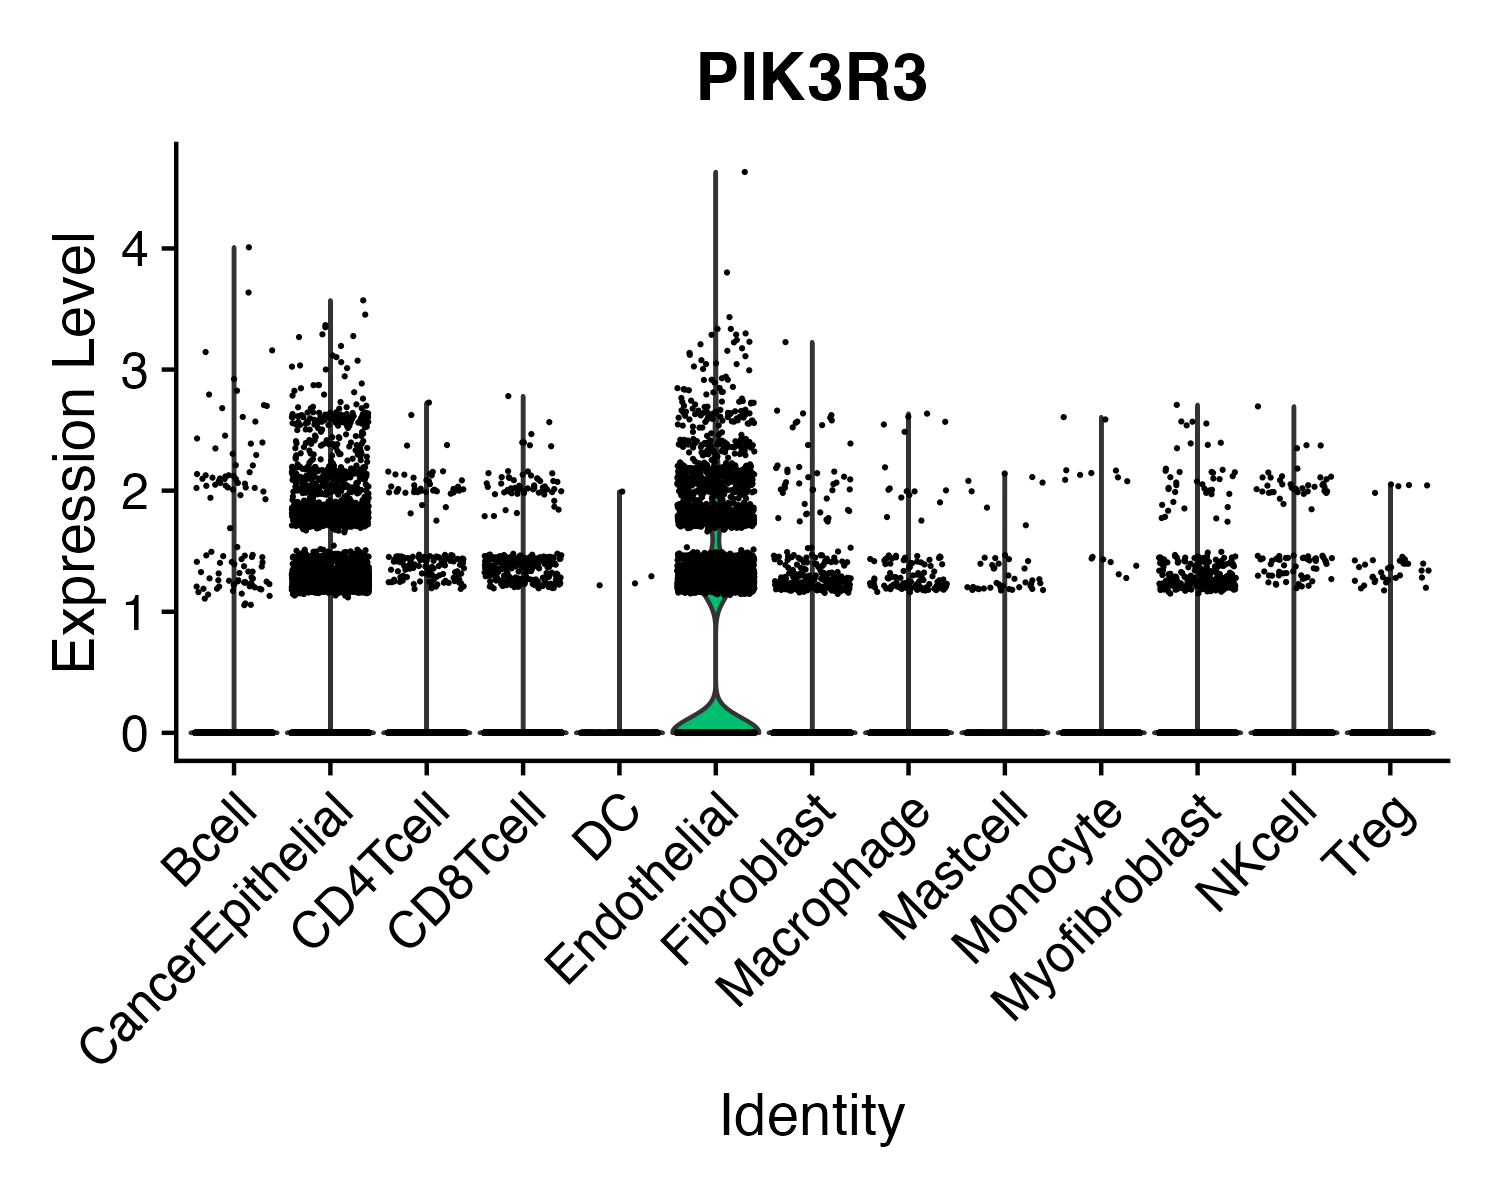 PIK3R3
Expression Level
4
3
2
1
0
Bcell
CancerEpithelial
CD4Tcell
CD8Tcell
DC
Endothelial
Fibroblast
Macrophage
Mastcell
Monocyte
Myofibroblast
NKcell
Treg
Identity